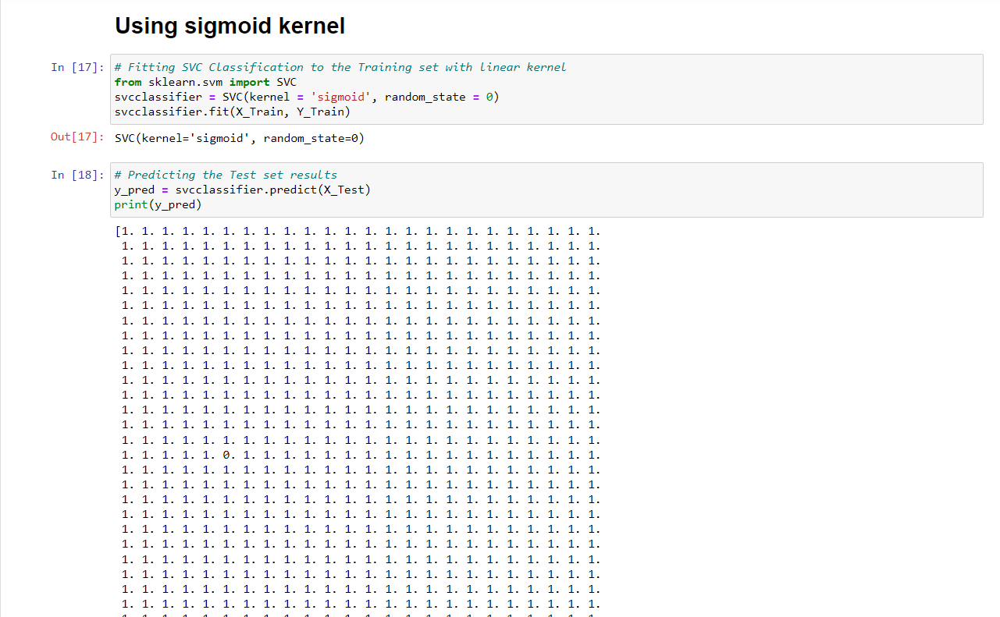 Using sigmoid kernel
In [17]: # Fitting SVC Classification to the Training set with linear kernel
from sklearn.svm import SVC
svcclassifier = SVC(kernel = 'sigmoid', random_state = 0)
svcclassifier.fit(X_Train, Y_Train)
Out[17]: SVC(kernel='sigmoid', random_state=0)
In [18]: # Predicting the Test set results
y_pred = svcclassifier.predict(X_Test)
print(y_pred)
[1. 1. 1. 1. 1. 1. 1. 1. 1. 1. 1. 1. 1. 1. 1. 1. 1. 1. 1. 1. 1. 1. 1. 1.
1. 1. 1. 1. 1. 1. 1. 1. 1. 1. 1. 1. 1. 1. 1. 1. 1. 1. 1. 1. 1. 1. 1. 1.
1. 1. 1. 1. 1. 1. 1. 1. 1. 1. 1. 1. 1. 1. 1. 1. 1. 1. 1. 1. 1. 1. 1. 1.
1. 1. 1. 1. 1. 1. 1. 1. 1. 1. 1. 1. 1. 1. 1. 1. 1. 1. 1. 1. 1. 1. 1. 1.
1. 1. 1. 1. 1. 1. 1. 1. 1. 1. 1. 1. 1. 1. 1. 1. 1. 1. 1. 1. 1. 1. 1. 1.
1. 1. 1. 1. 1. 1. 1. 1. 1. 1. 1. 1. 1. 1. 1. 1. 1. 1. 1. 1. 1. 1. 1. 1.
1. 1. 1. 1. 1. 1. 1. 1. 1. 1. 1. 1. 1. 1. 1. 1. 1. 1. 1. 1. 1. 1. 1. 1.
1. 1. 1. 1. 1. 1. 1. 1. 1. 1. 1. 1. 1. 1. 1. 1. 1. 1. 1. 1. 1. 1. 1. 1.
1. 1. 1. 1. 1. 1. 1. 1. 1. 1. 1. 1. 1. 1. 1. 1. 1. 1. 1. 1. 1. 1. 1. 1.
1. 1. 1. 1. 1. 1. 1. 1. 1. 1. 1. 1. 1. 1. 1. 1. 1. 1. 1. 1. 1. 1. 1. 1.
1. 1. 1. 1. 1. 1. 1. 1. 1. 1. 1. 1. 1. 1. 1. 1. 1. 1. 1. 1. 1. 1. 1. 1.
1. 1. 1. 1. 1. 1. 1. 1. 1. 1. 1. 1. 1. 1. 1. 1. 1. 1. 1. 1. 1. 1. 1. 1.
1. 1. 1. 1. 1. 1. 1. 1. 1. 1. 1. 1. 1. 1. 1. 1. 1. 1. 1. 1. 1. 1. 1. 1.
1. 1. 1. 1. 1. 1. 1. 1. 1. 1. 1. 1. 1. 1. 1. 1. 1. 1. 1. 1. 1. 1. 1. 1.
1. 1. 1. 1. 1. 1. 1. 1. 1. 1. 1. 1. 1. 1. 1. 1. 1. 1. 1. 1. 1. 1. 1. 1.
1. 1. 1. 1. 1. 0. 1. 1. 1. 1. 1. 1. 1. 1. 1. 1. 1. 1. 1. 1. 1. 1. 1. 1.
1. 1. 1. 1. 1. 1. 1. 1. 1. 1. 1. 1. 1. 1. 1. 1. 1. 1. 1. 1. 1. 1. 1. 1.
1. 1. 1. 1. 1. 1. 1. 1. 1. 1. 1. 1. 1. 1. 1. 1. 1. 1. 1. 1. 1. 1. 1. 1.
1. 1. 1. 1. 1. 1. 1. 1. 1. 1. 1. 1. 1. 1. 1. 1. 1. 1. 1. 1. 1. 1. 1. 1.
1. 1. 1. 1. 1. 1. 1. 1. 1. 1. 1. 1. 1. 1. 1. 1. 1. 1. 1. 1. 1. 1. 1. 1.
1. 1. 1. 1. 1. 1. 1. 1. 1. 1. 1. 1. 1. 1. 1. 1. 1. 1. 1. 1. 1. 1. 1. 1.
1. 1. 1. 1. 1. 1. 1. 1. 1. 1. 1. 1. 1. 1. 1. 1. 1. 1. 1. 1. 1. 1. 1. 1.
1. 1. 1. 1. 1. 1. 1. 1. 1. 1. 1. 1. 1. 1. 1. 1. 1. 1. 1. 1. 1. 1. 1. 1.
1. 1. 1. 1. 1. 1. 1. 1. 1. 1. 1. 1. 1. 1. 1. 1. 1. 1. 1. 1. 1. 1. 1. 1.
1. 1. 1. 1. 1. 1. 1. 1. 1. 1. 1. 1. 1. 1. 1. 1. 1. 1. 1. 1. 1. 1. 1. 1.
1. 1. 1. 1. 1. 1. 1. 1. 1. 1. 1. 1. 1. 1. 1. 1. 1. 1. 1. 1. 1. 1. 1. 1.